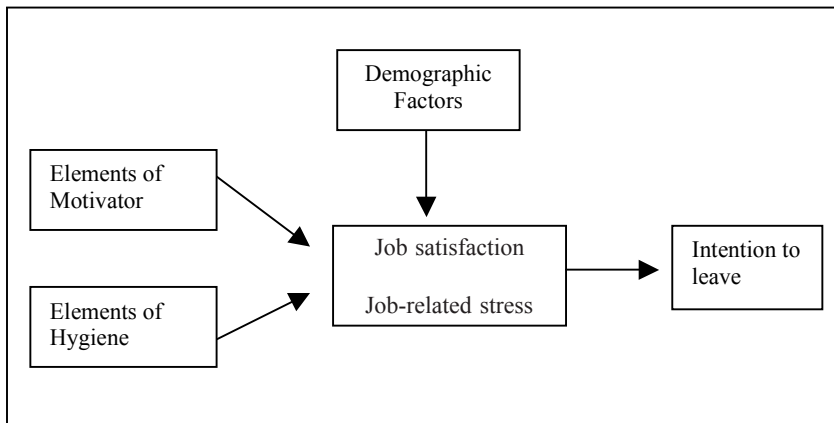 Demographic
Factors
Elements of
Motivator
Job satisfaction
Job-related stress
Intention to
leave
Elements of
Hygiene